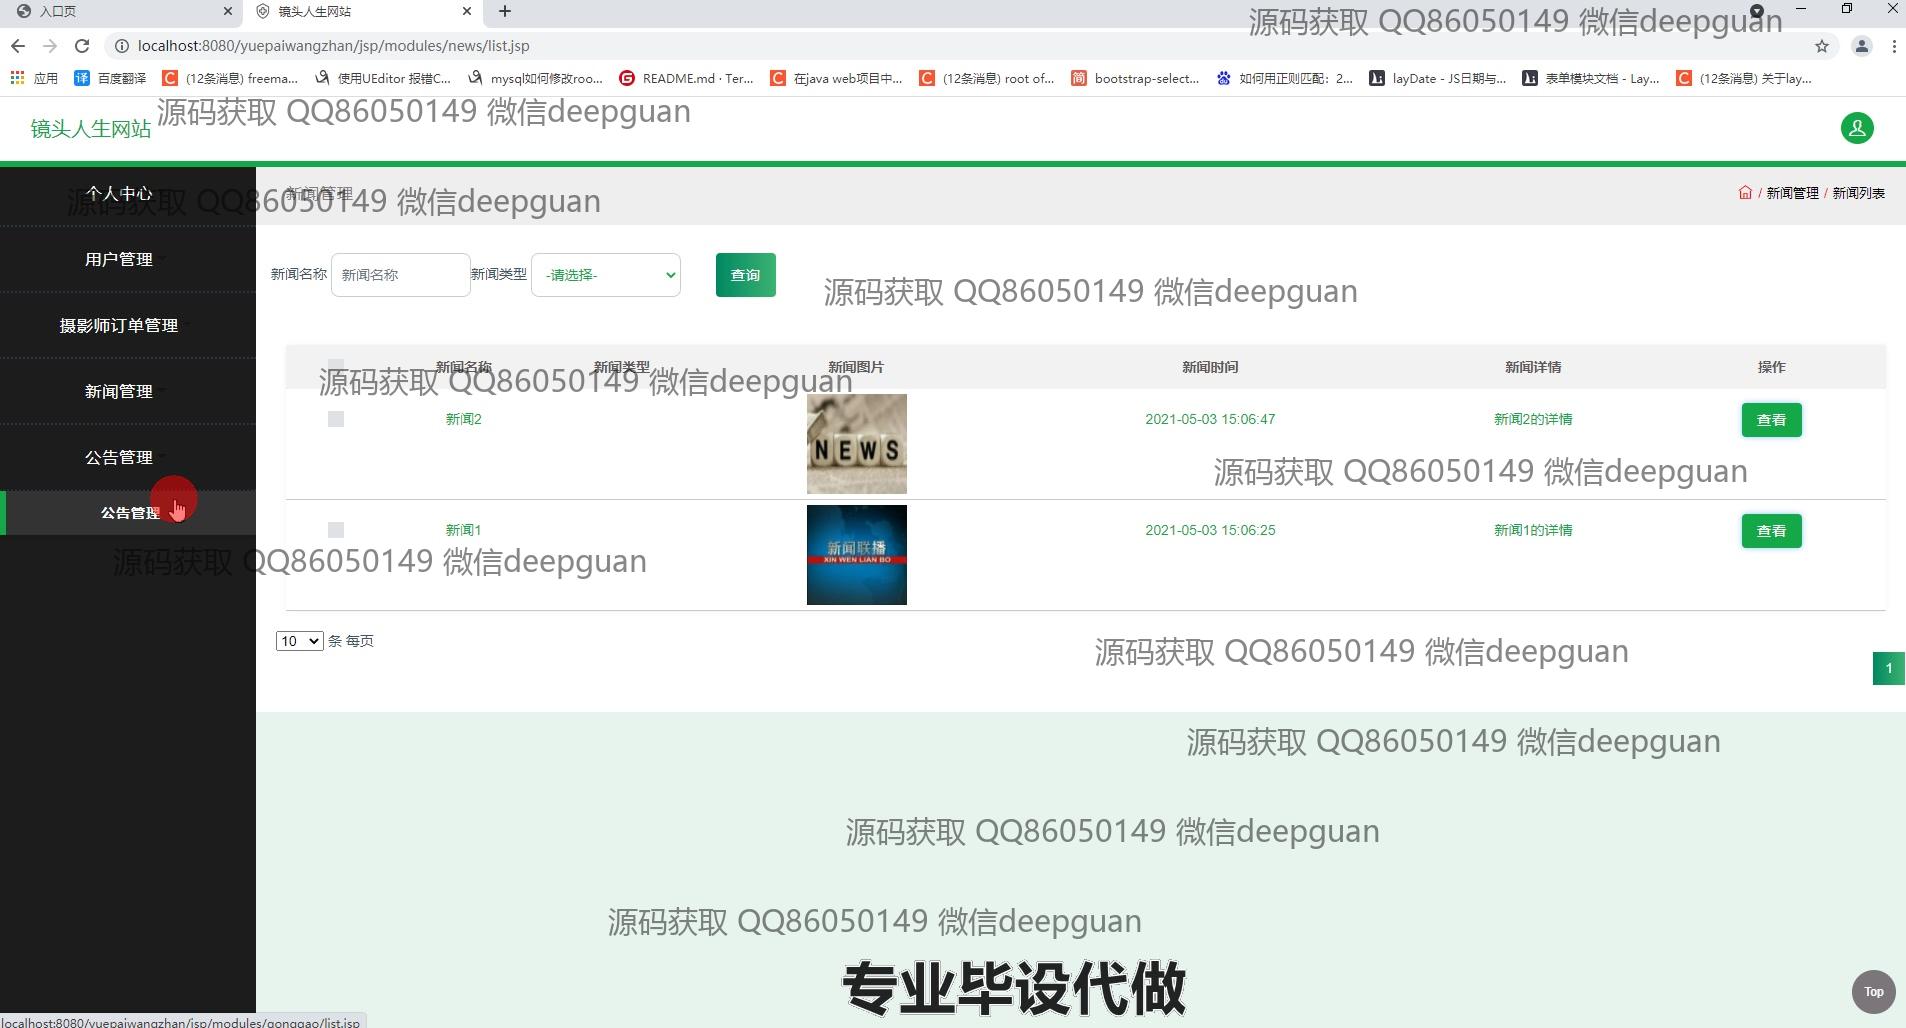 入口页
镜头人生网站
localhost:8080/yuepaiwangzhan/jsp/modules/news/list.jsp
源码获取 QQ86050149 微信deepguan
应用
百度翻译
(12条消息) freema...
使用UEditor 报错C...
mysql如何修改roo...
README.md · Ter...
在java web项目中...
(12条消息) root of...
bootstrap-select...
如何用正则匹配：2...
layDate - JS日期与...
表单模块文档 - Lay...
(12条消息) 关于lay...
镜头人生网站
源码获取 QQ86050149 微信deepguan
个人中心
新闻管理
源码获取 QQ86050149 微信deepguan
/ 新闻管理 / 新闻列表
用户管理
摄影师订单管理
新闻管理
公告管理
公告管理
新闻名称
新闻名称
新闻类型
-请选择-
查询
源码获取 QQ86050149 微信deepguan
新闻名称 新闻类型 新闻图片 新闻时间 新闻详情 操作
源码获取 QQ86050149 微信deepguan
新闻2
NEWS
2021-05-03 15:06:47
新闻2的详情
查看
源码获取 QQ86050149 微信deepguan
新闻1
新闻联播
XIN WEN LIAN BO
2021-05-03 15:06:25
新闻1的详情
查看
源码获取 QQ86050149 微信deepguan
10 条 每页
源码获取 QQ86050149 微信deepguan
1
源码获取 QQ86050149 微信deepguan
源码获取 QQ86050149 微信deepguan
源码获取 QQ86050149 微信deepguan
专业毕设代做
Top
localhost:8080/yuepaiwangzhan/jsp/modules/gonggao/list.jsp